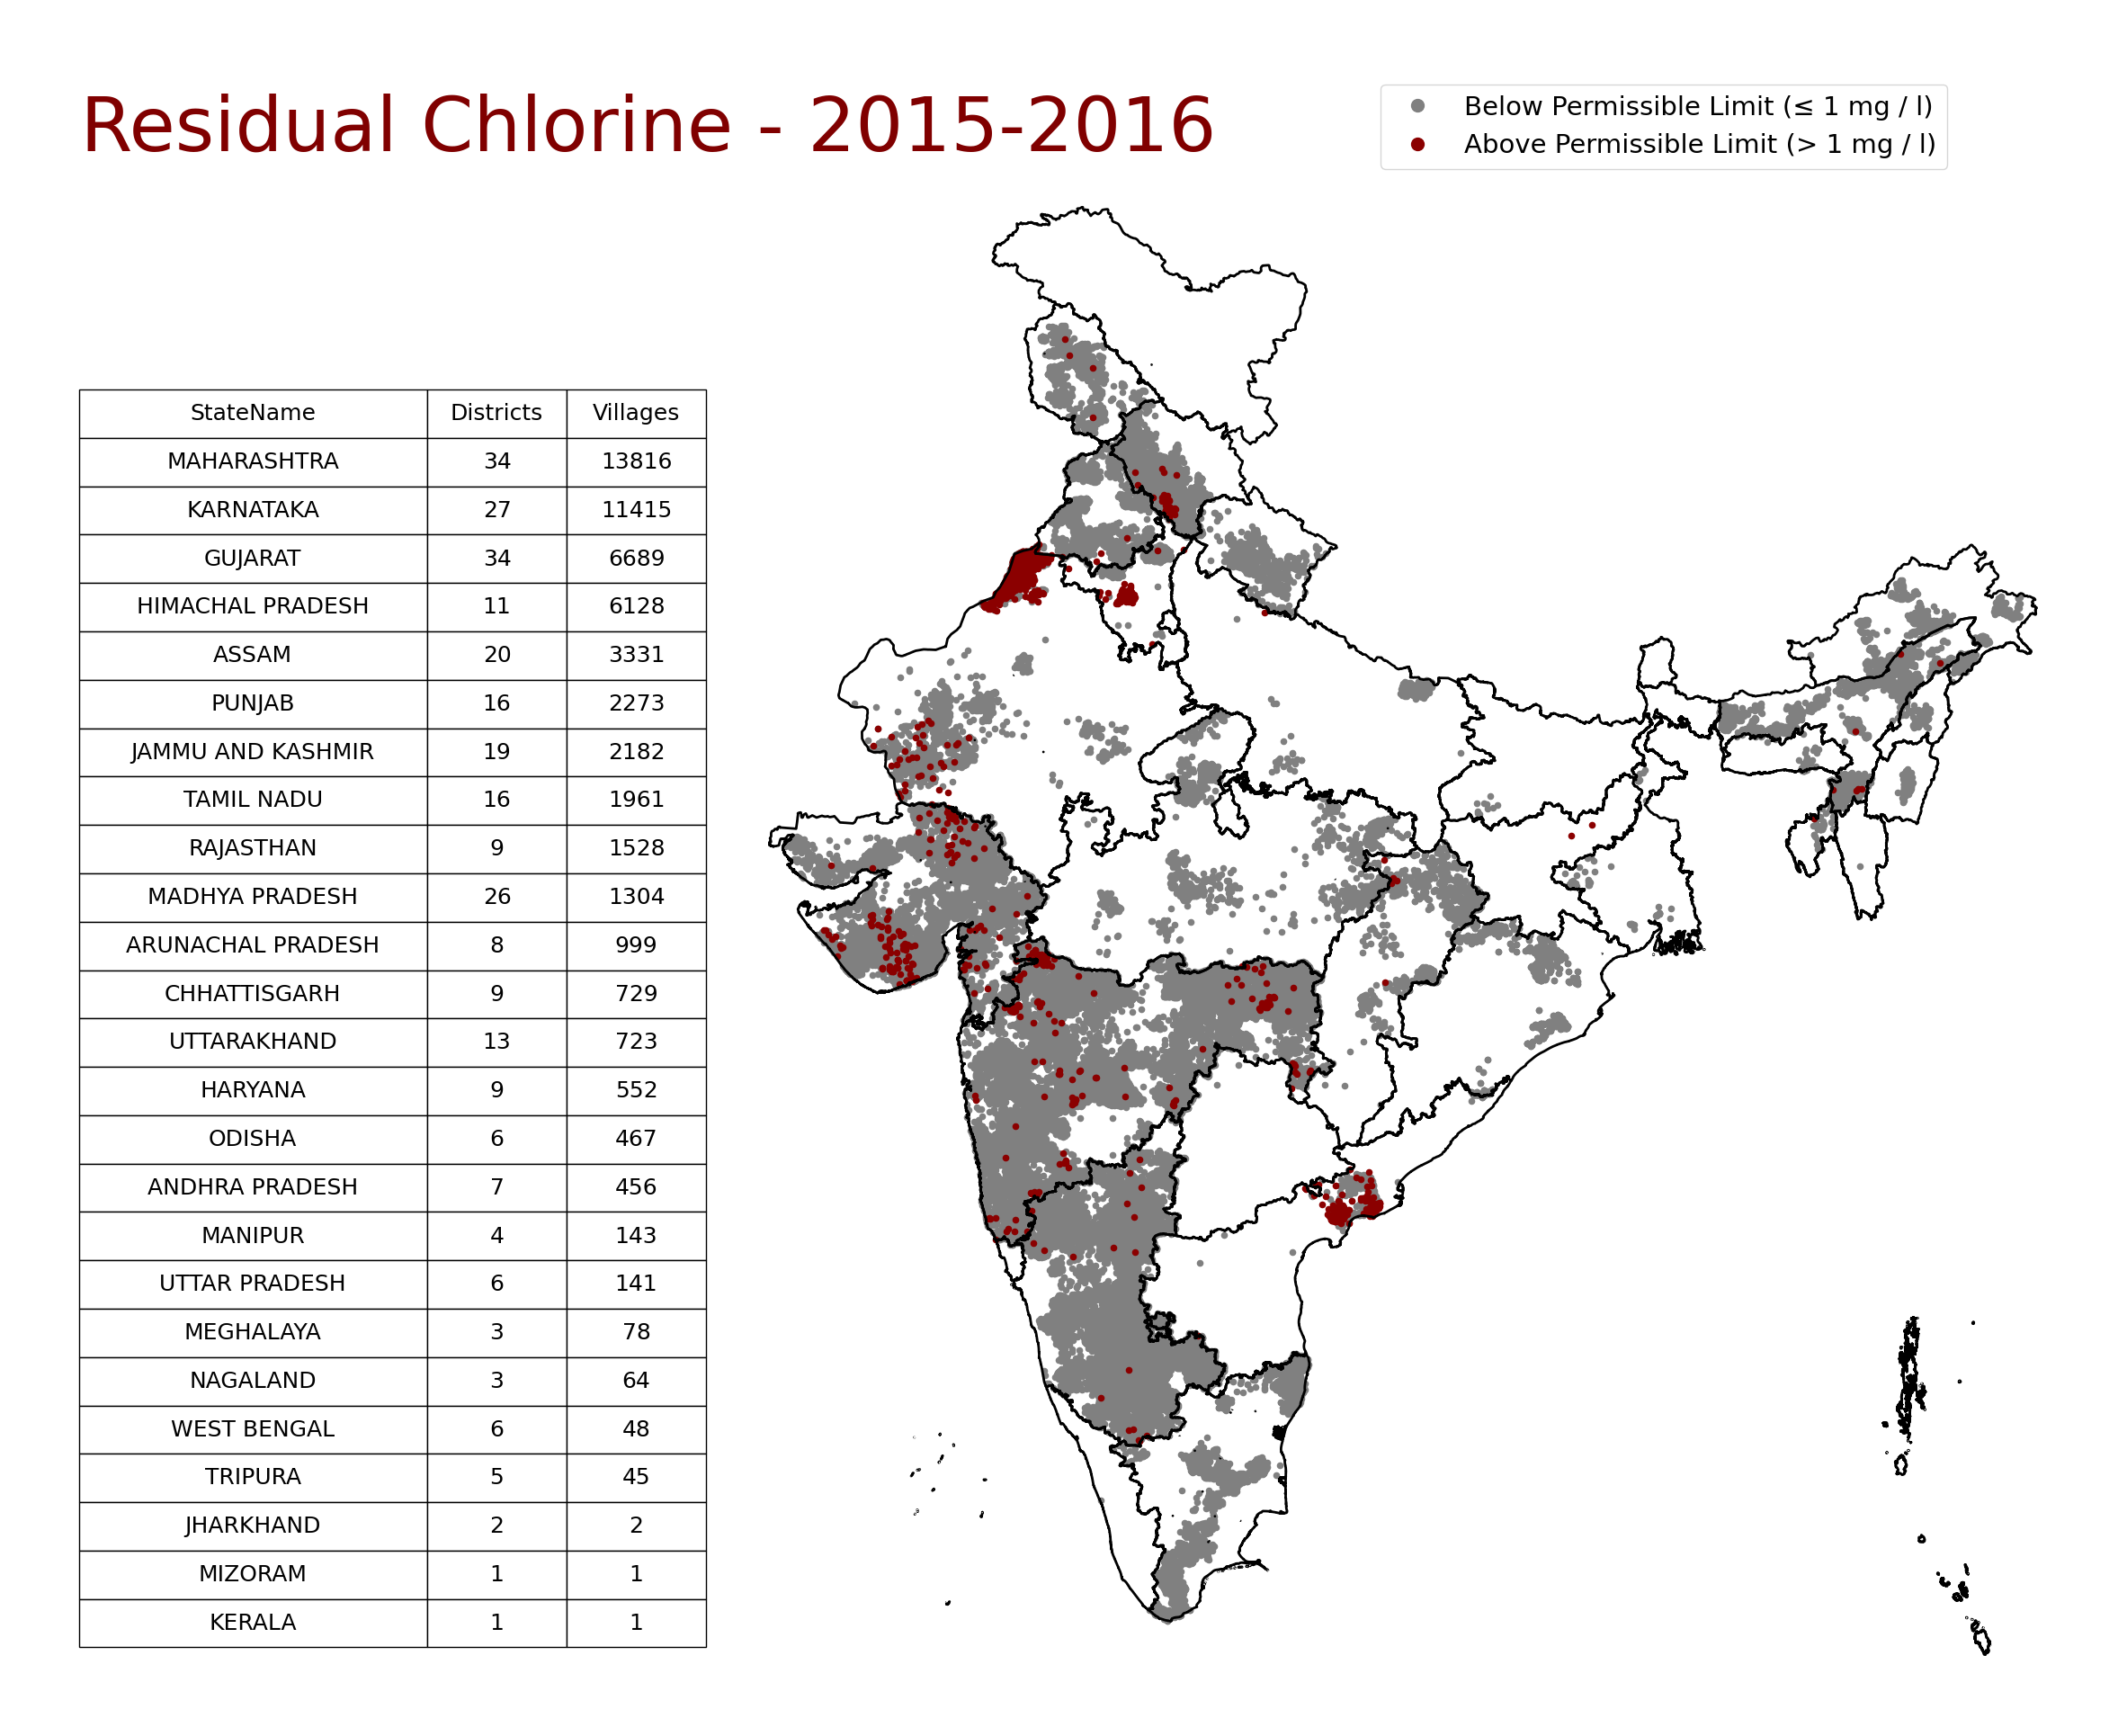 Residual Chlorine - 2015-2016
Below Permissible Limit (≤ 1 mg / l)
Above Permissible Limit (> 1 mg / l)
StateName Districts Villages
MAHARASHTRA 34 13816
KARNATAKA 27 11415
GUJARAT 34 6689
HIMACHAL PRADESH 11 6128
ASSAM 20 3331
PUNJAB 16 2273
JAMMU AND KASHMIR 19 2182
TAMIL NADU 16 1961
RAJASTHAN 9 1528
MADHYA PRADESH 26 1304
ARUNACHAL PRADESH 8 999
CHHATTISGARH 9 729
UTTARAKHAND 13 723
HARYANA 9 552
ODISHA 6 467
ANDHRA PRADESH 7 456
MANIPUR 4 143
UTTAR PRADESH 6 141
MEGHALAYA 3 78
NAGALAND 3 64
WEST BENGAL 6 48
TRIPURA 5 45
JHARKHAND 2 2
MIZORAM 1 1
KERALA 1 1